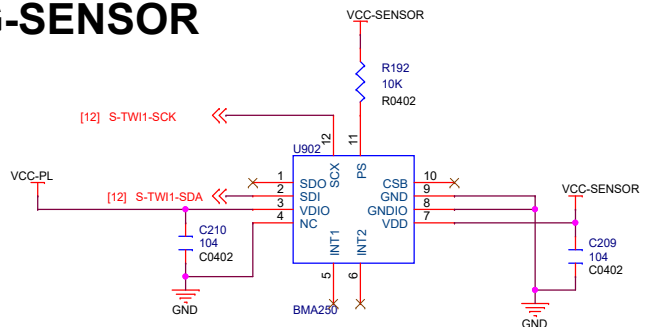 G-SENSOR
VCC-SENSOR
R192
10K
R0402
[12] S-TWI1-SCK
U902
12
11
SCX
PS
VCC-PL
[12] S-TWI1-SDA
1
2
3
4
SDO
SDI
VDIO
NC
CSB
GND
GNDIO
VDD
10
9
8
7
VCC-SENSOR
C210
104
C0402
INT1
INT2
C209
104
C0402
5
6
GND
BMA250
GND